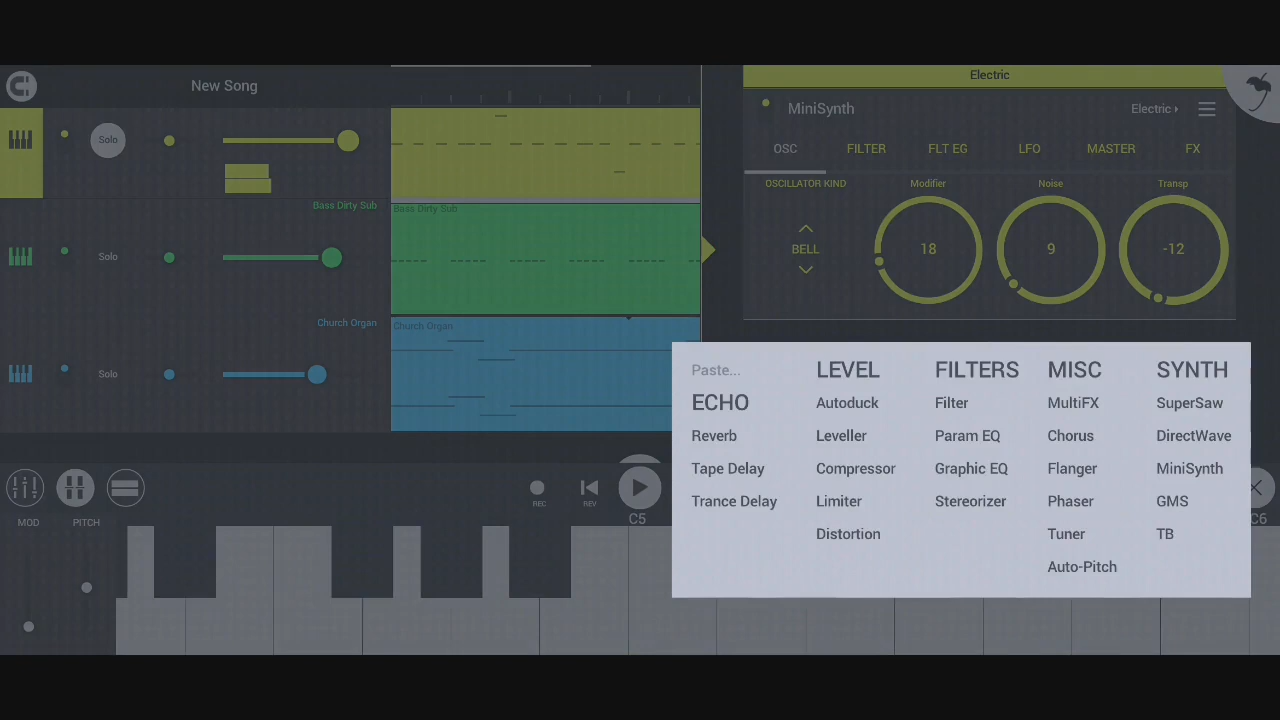 New Song
Electric
MiniSynth
Electric
Solo
OSC
FILTER
FLT EG
LFO
MASTER
FX
OSCILLATOR KIND
Modifier
Noise
Transp
BELL
18
9
-12
Bass Dirty Sub
Bass Dirty Sub
Solo
Church Organ
Church Organ
Solo
Paste...
ECHO
Reverb
Tape Delay
Trance Delay
LEVEL
Autoduck
Leveller
Compressor
Limiter
Distortion
FILTERS
Filter
Param EQ
Graphic EQ
Stereorizer
MISC
MultiFX
Chorus
Flanger
Phaser
Tuner
Auto-Pitch
SYNTH
SuperSaw
DirectWave
MiniSynth
GMS
TB
MOD
PITCH
REC
REV
C5
C6